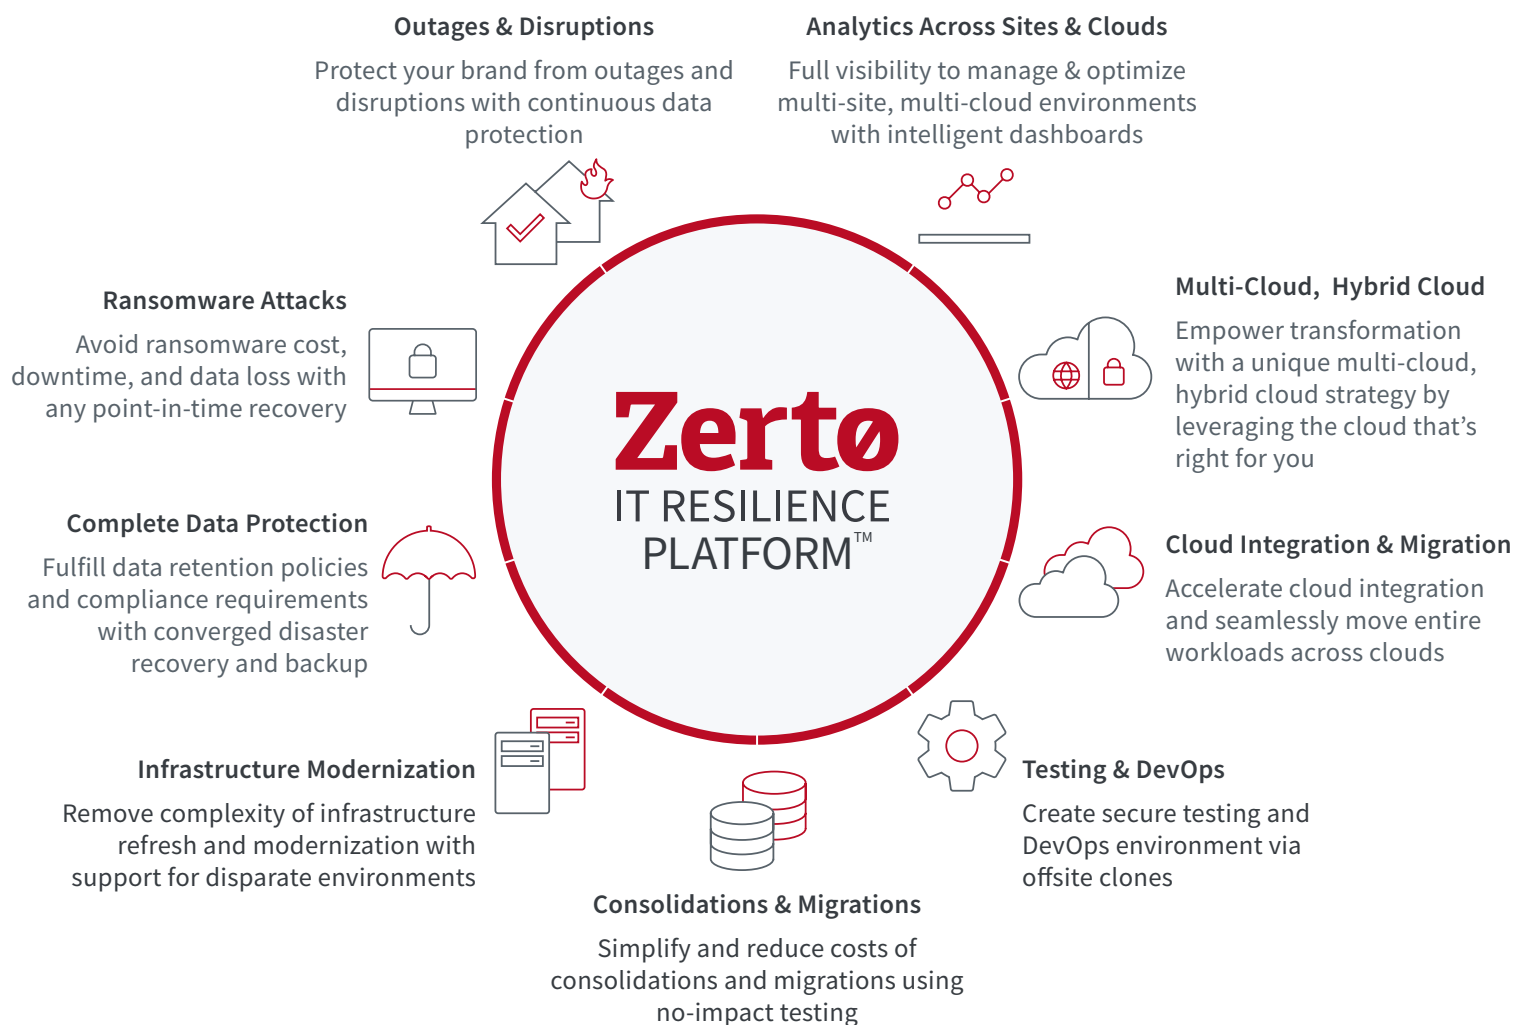 Outages & Disruptions
Protect your brand from outages and
disruptions with continuous data
protection
Analytics Across Sites & Clouds
Full visibility to manage & optimize
multi-site, multi-cloud environments
with intelligent dashboards
Ransomware Attacks
Avoid ransomware cost,
downtime, and data loss with
any point-in-time recovery
Multi-Cloud, Hybrid Cloud
Empower transformation
with a unique multi-cloud,
hybrid cloud strategy by
leveraging the cloud that’s
right for you
Zertø
IT RESILIENCE
PLATFORM™
Complete Data Protection
Fulfill data retention policies
and compliance requirements
with converged disaster
recovery and backup
Cloud Integration & Migration
Accelerate cloud integration
and seamlessly move entire
workloads across clouds
Infrastructure Modernization
Remove complexity of infrastructure
refresh and modernization with
support for disparate environments
Testing & DevOps
Create secure testing and
DevOps environment via
offsite clones
Consolidations & Migrations
Simplify and reduce costs of
consolidations and migrations using
no-impact testing